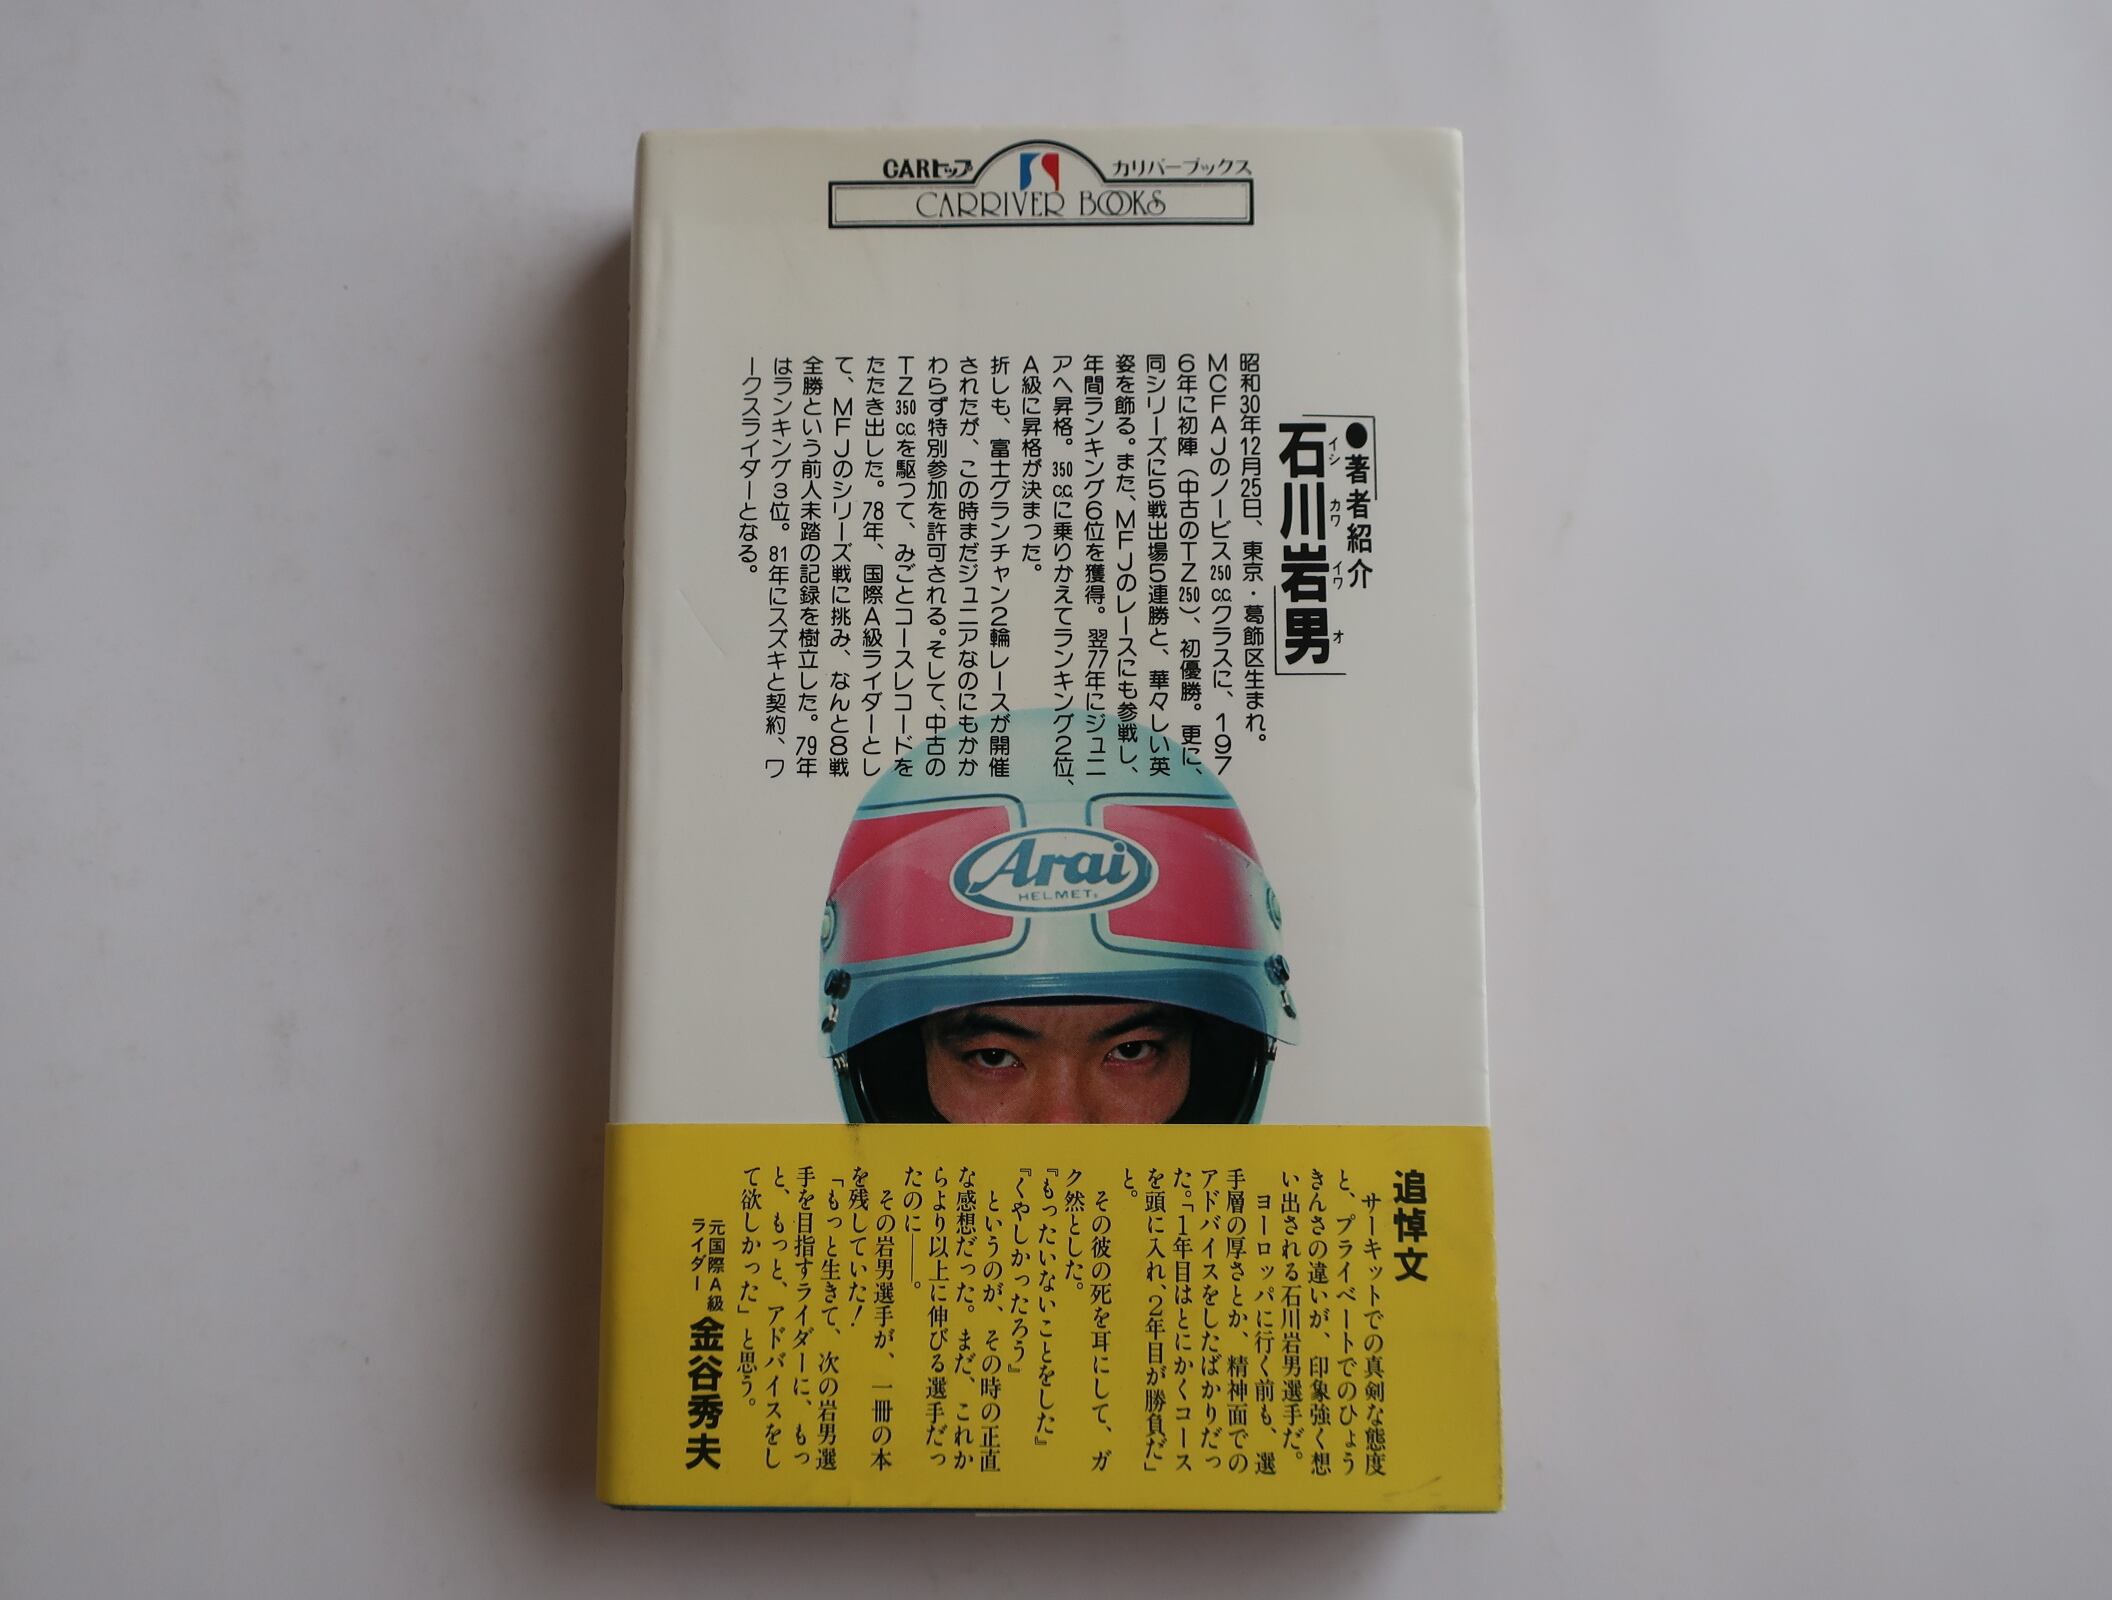 CARトップ
カリバーブックス
CARRIVER BOOKS
●著者紹介
石川岩男
イシ カワ イワ オ
昭和30年12月25日、東京・葛飾区生まれ。
MCFAJのノービス250c.c.クラスに、197
6年に初陣（中古のTZ250）、初優勝。更に、
同シリーズに5戦出場5連勝と、華々しい英
姿を飾る。また、MFJのレースにも参戦し、
年間ランキング6位を獲得。翌77年にジュニ
アへ昇格。350c.c.に乗りかえてランキング2位、
A級に昇格が決まった。
折しも、富士グランチャン2輪レースが開催
されたが、この時まだジュニアなのにもかか
わらず特別参加を許可される。そして、中古の
TZ350c.c.を駆って、みごとコースレコードを
たたき出した。78年、国際A級ライダーとし
て、MFJのシリーズ戦に挑み、なんと8戦
全勝という前人未踏の記録を樹立した。79年
はランキング3位。81年にスズキと契約、ワ
ークスライダーとなる。
Arai
HELMET
追悼文
サーキットでの真剣な態度
と、プライベートでのひょう
きんさの違いが、印象強く想
い出される石川岩男選手だ。
ヨーロッパに行く前も、選
手層の厚さとか、精神面での
アドバイスをしたばかりだっ
た。「1年目はとにかくコース
を頭に入れ、2年目が勝負だ」
と。
その彼の死を耳にして、ガ
ク然とした。
『もったいないことをした』
『くやしかったろう』
というのが、その時の正直
な感想だった。まだ、これか
らより以上に伸びる選手だっ
たのに――。
その岩男選手が、一冊の本
を残していた！
「もっと生きて、次の岩男選
手を目指すライダーに、もっ
と、もっと、アドバイスをし
て欲しかった」と思う。
元国際A級
ライダー
金谷秀夫